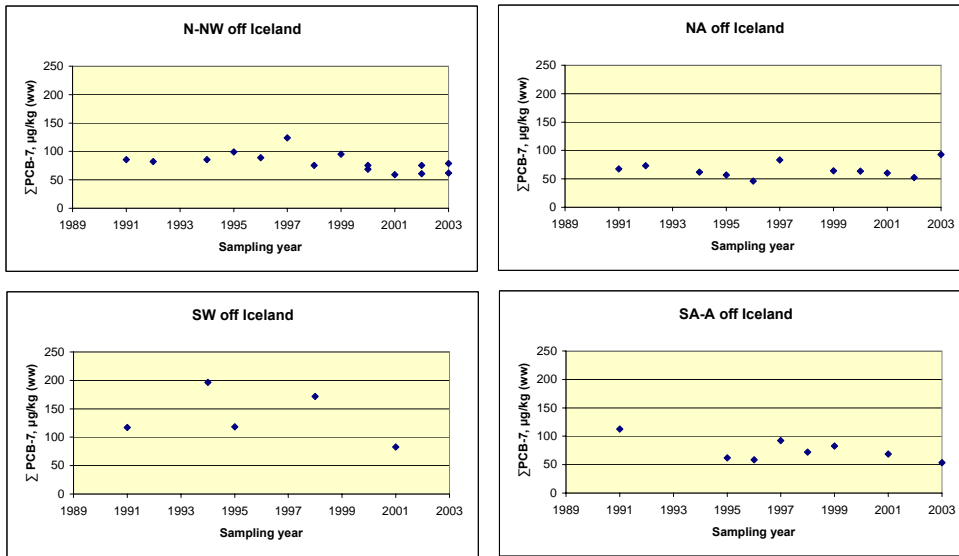 N-NW off Iceland
∑PCB-7, µg/kg (ww)
250
200
150
100
50
0
1989 1991 1993 1995 1997 1999 2001 2003
Sampling year
NA off Iceland
∑PCB-7, µg/kg (ww)
250
200
150
100
50
0
1989 1991 1993 1995 1997 1999 2001 2003
Sampling year
SW off Iceland
∑ PCB-7, µg/kg (ww)
250
200
150
100
50
0
1989 1991 1993 1995 1997 1999 2001 2003
Sampling year
SA-A off Iceland
∑PCB-7, µg/kg (ww)
250
200
150
100
50
0
1989 1991 1993 1995 1997 1999 2001 2003
Sampling year